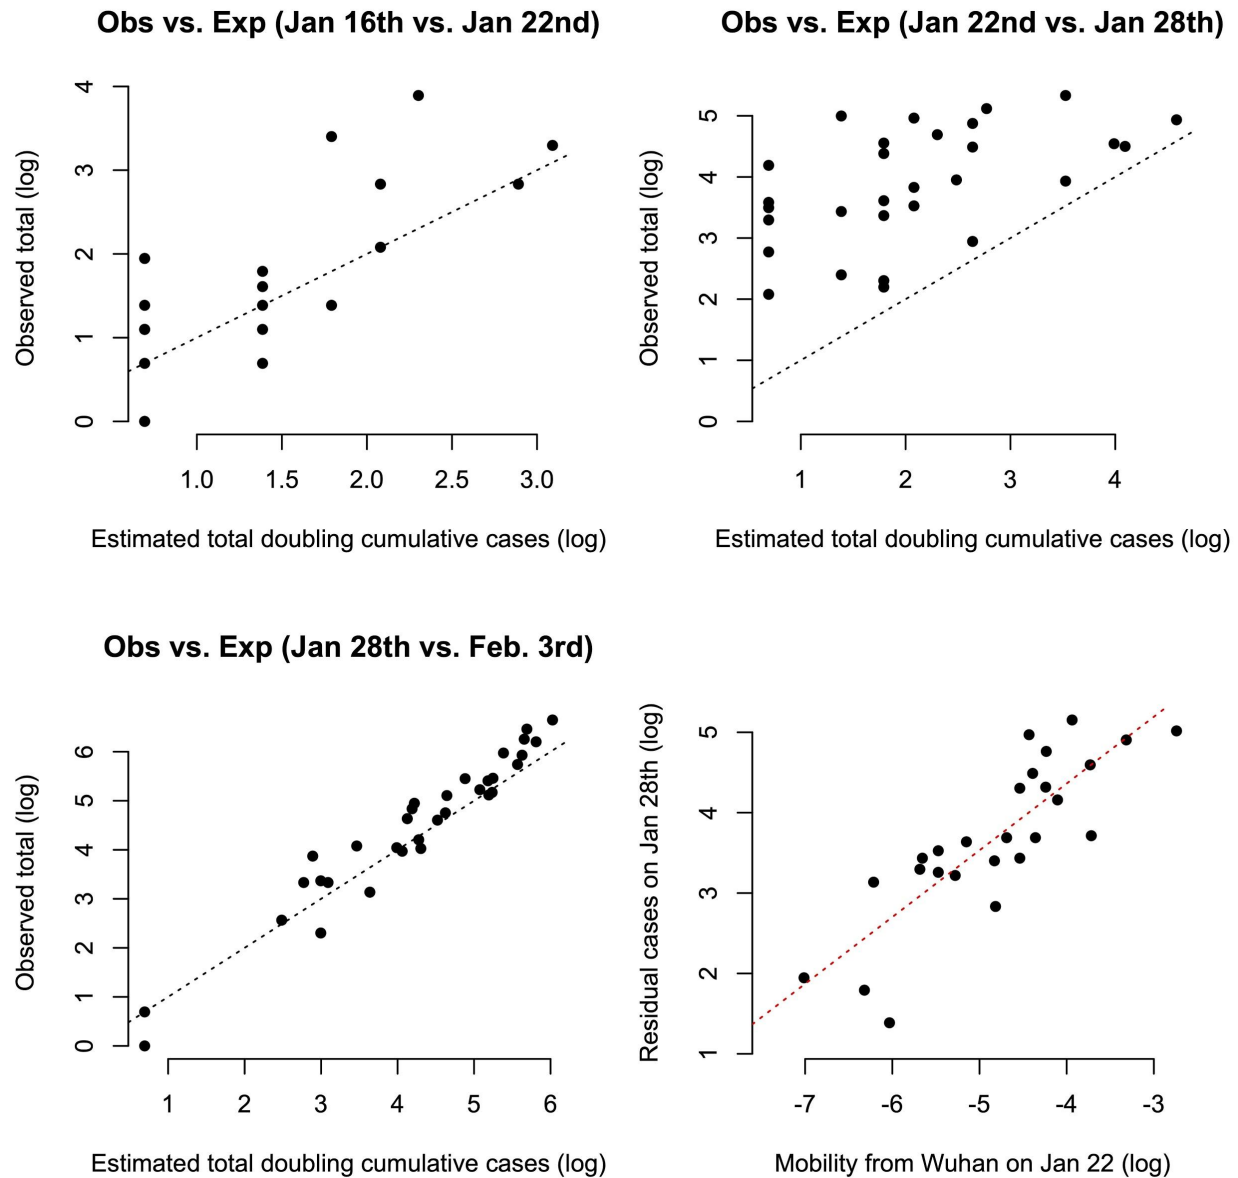 Obs vs. Exp (Jan 16th vs. Jan 22nd)
Observed total (log)
4
3
2
1
0
1.0 1.5 2.0 2.5 3.0
Estimated total doubling cumulative cases (log)
Obs vs. Exp (Jan 22nd vs. Jan 28th)
Observed total (log)
5
4
3
2
1
0
1 2 3 4
Estimated total doubling cumulative cases (log)
Obs vs. Exp (Jan 28th vs. Feb. 3rd)
Observed total (log)
6
5
4
3
2
1
0
1 2 3 4 5 6
Estimated total doubling cumulative cases (log)
Residual cases on Jan 28th (log)
5
4
3
2
1
-7 -6 -5 -4 -3
Mobility from Wuhan on Jan 22 (log)